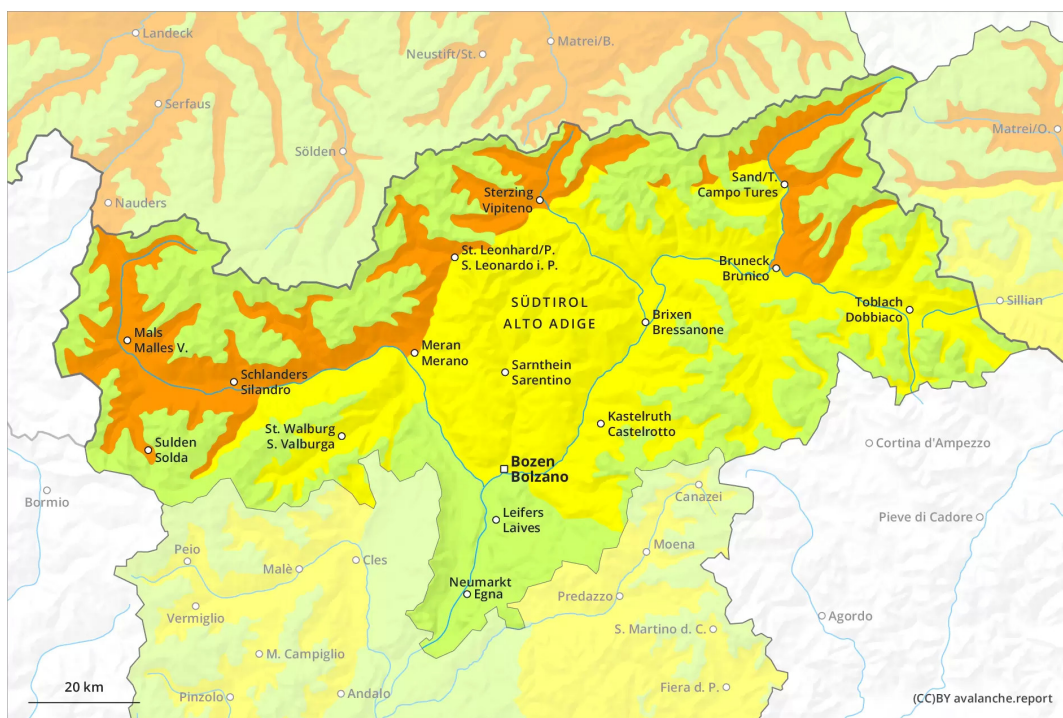 Landeck
Matrei/B.
Neustift/St.
Serfaus
Matrei/O.
Sölden
Sand/T.
Campo Tures
Sterzing
Vipiteno
Nauders
St. Leonhard/P.
S. Leonardo i. P.
Bruneck
Brunico
SÜDTIROL
ALTO ADIGE
Toblach
Dobbiaco
Sillian
Brixen
Bressanone
Mals
Malles V.
Meran
Merano
Sarnthein
Sarentino
Schlanders
Silandro
Kastelruth
Castelrotto
St. Walburg
S. Valburga
Sulden
Solda
Cortina d'Ampezzo
Bozen
Bolzano
Bormio
Canazei
Leifers
Laives
Pieve di Cadore
Peio
Moena
Cles
Malè
Neumarkt
Egna
Predazzo
Vermiglio
Agordo
S. Martino d. C.
M. Campiglio
20 km
Pinzolo
Andalo
Fiera d. P.
(CC)BY avalanche.report